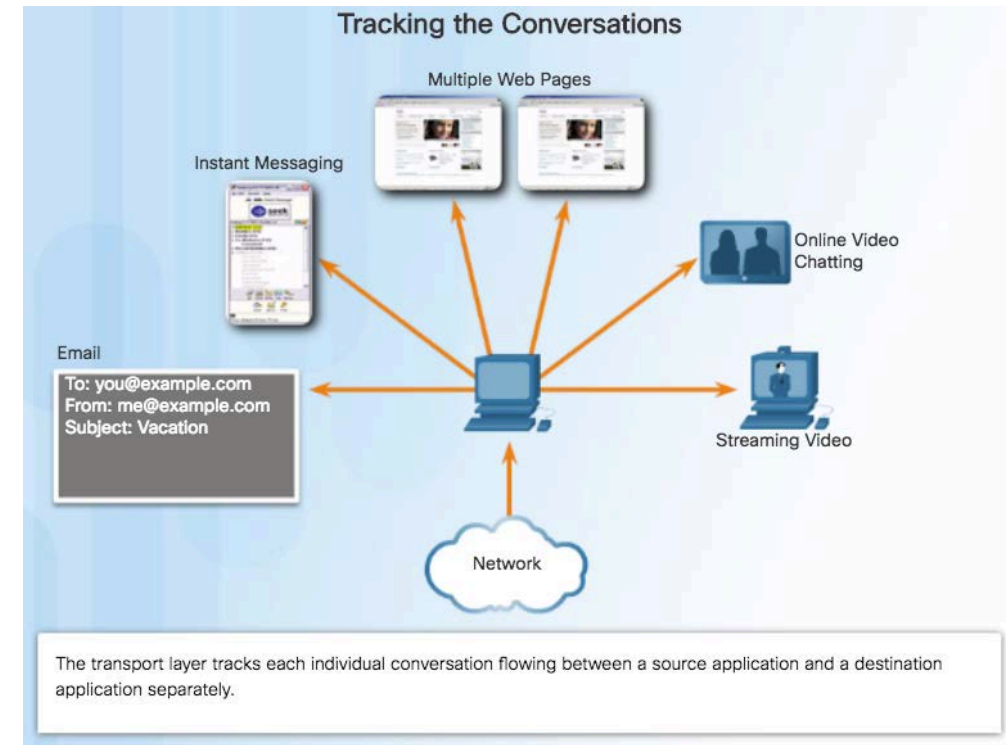 Tracking the Conversations
Multiple Web Pages
Instant Messaging
seek
Online Video
Chatting
Email
To: you@example.com
From: me@example.com
Subject: Vacation
Streaming Video
Network
The transport layer tracks each individual conversation flowing between a source application and a destination
application separately.